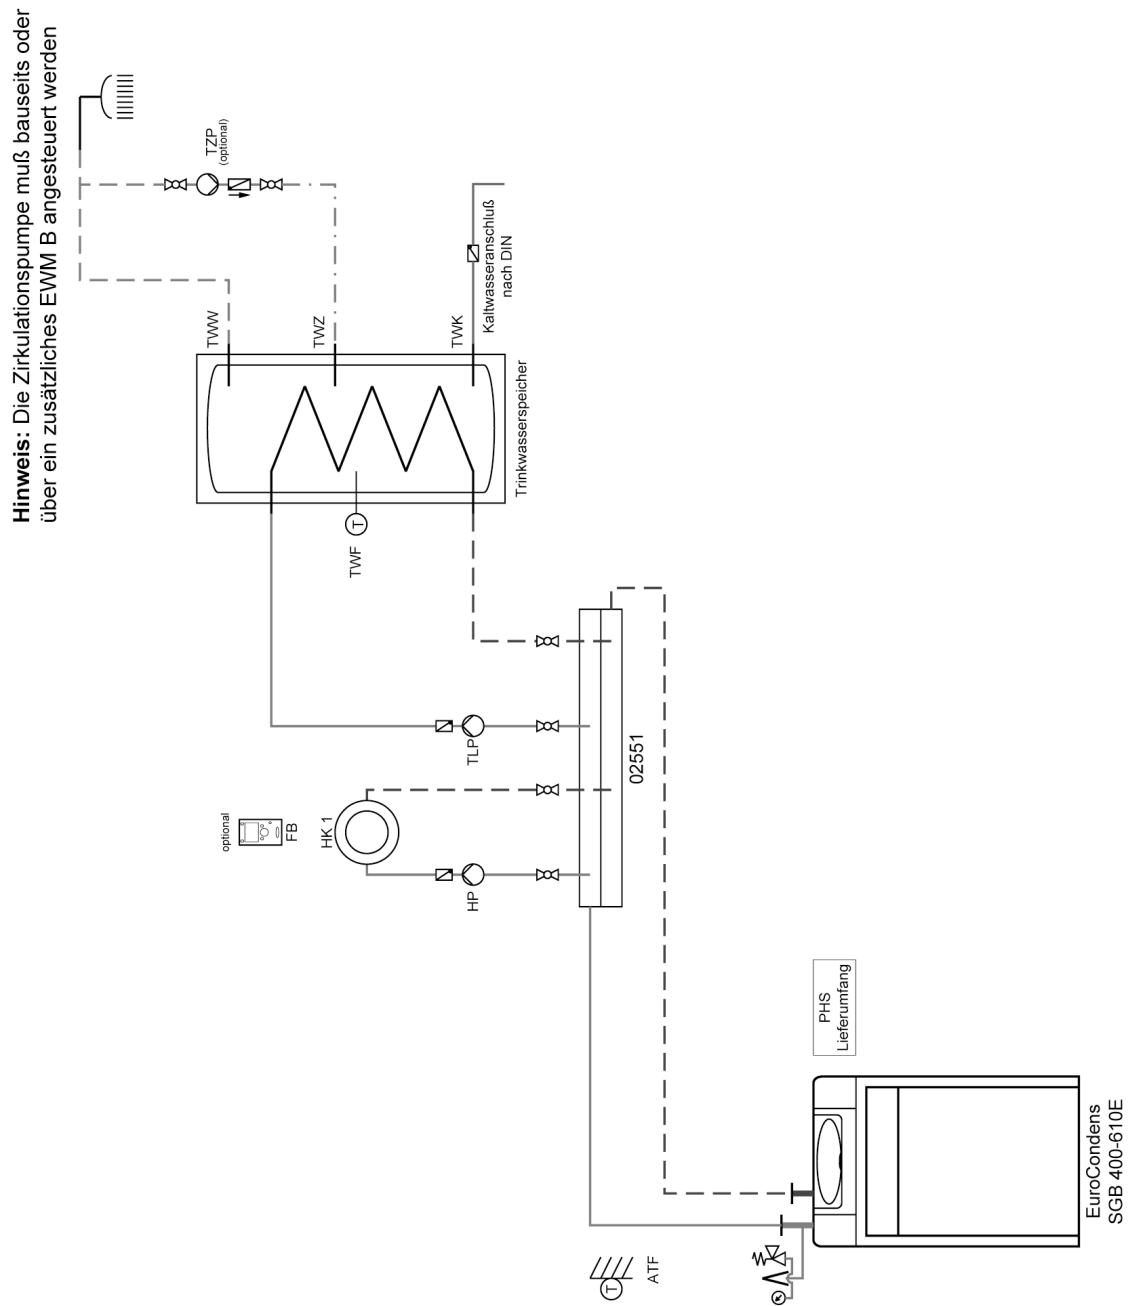 Hinweis: Die Zirkulationspumpe muß bauseits oder
über ein zusätzliches EWM B angesteuert werden
TZP
(optional)
TWW
TWZ
TWK
Kaltwasseranschluß
nach DIN
Trinkwasserspeicher
T
TWF
TLP
optional
FB
HK 1
HP
02551
PHS
Lieferumfang
T
ATF
EuroCondens
SGB 400-610E